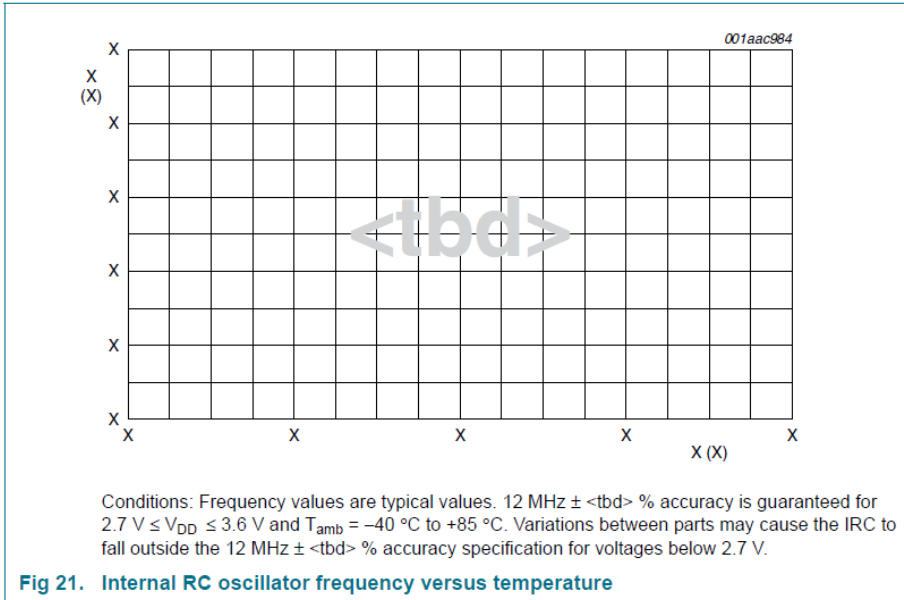 001aac984
X
X
(X)
X
X
<tbd>
X
X
X
X X X X X
X (X)
Conditions: Frequency values are typical values. 12 MHz ± <tbd> % accuracy is guaranteed for
2.7 V ≤ VDD ≤ 3.6 V and Tamb = −40 °C to +85 °C. Variations between parts may cause the IRC to
fall outside the 12 MHz ± <tbd> % accuracy specification for voltages below 2.7 V.
Fig 21. Internal RC oscillator frequency versus temperature